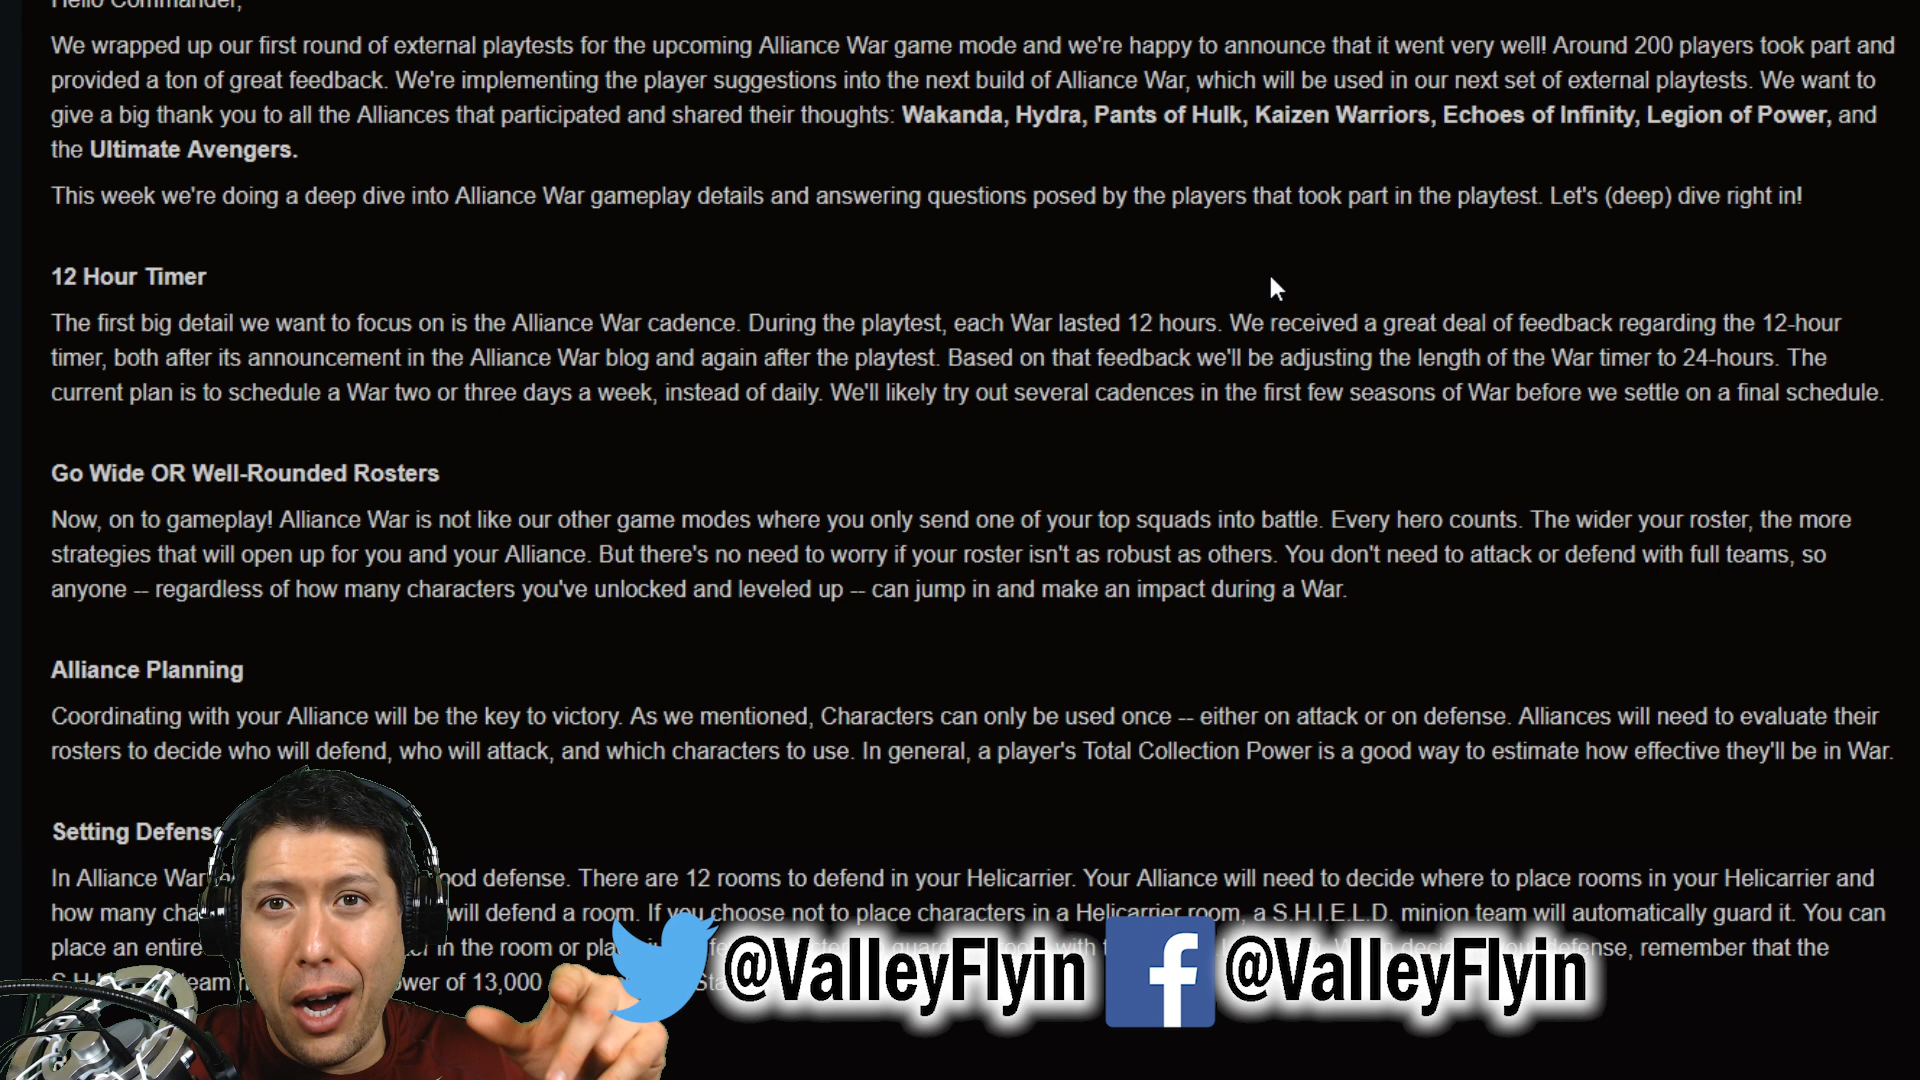 Hello Commander,
We wrapped up our first round of external playtests for the upcoming Alliance War game mode and we're happy to announce that it went very well! Around 200 players took part and
provided a ton of great feedback. We're implementing the player suggestions into the next build of Alliance War, which will be used in our next set of external playtests. We want to
give a big thank you to all the Alliances that participated and shared their thoughts: Wakanda, Hydra, Pants of Hulk, Kaizen Warriors, Echoes of Infinity, Legion of Power, and
the Ultimate Avengers.
This week we're doing a deep dive into Alliance War gameplay details and answering questions posed by the players that took part in the playtest. Let's (deep) dive right in!
12 Hour Timer
The first big detail we want to focus on is the Alliance War cadence. During the playtest, each War lasted 12 hours. We received a great deal of feedback regarding the 12-hour
timer, both after its announcement in the Alliance War blog and again after the playtest. Based on that feedback we'll be adjusting the length of the War timer to 24-hours. The
current plan is to schedule a War two or three days a week, instead of daily. We'll likely try out several cadences in the first few seasons of War before we settle on a final schedule.
Go Wide OR Well-Rounded Rosters
Now, on to gameplay! Alliance War is not like our other game modes where you only send one of your top squads into battle. Every hero counts. The wider your roster, the more
strategies that will open up for you and your Alliance. But there's no need to worry if your roster isn't as robust as others. You don't need to attack or defend with full teams, so
anyone -- regardless of how many characters you've unlocked and leveled up -- can jump in and make an impact during a War.
Alliance Planning
Coordinating with your Alliance will be the key to victory. As we mentioned, Characters can only be used once -- either on attack or on defense. Alliances will need to evaluate their
rosters to decide who will defend, who will attack, and which characters to use. In general, a player's Total Collection Power is a good way to estimate how effective they'll be in War.
Setting Defense
In Alliance War defense. There are 12 rooms to defend in your Helicarrier. Your Alliance will need to decide where to place rooms in your Helicarrier and
how many will defend a room. If you choose not to place characters in a Helicarrier room, a S.H.I.E.L.D. minion team will automatically guard it. You can
place an entire in the room or defense, remember that the
team of 13,000
@ValleyFlyin @ValleyFlyin